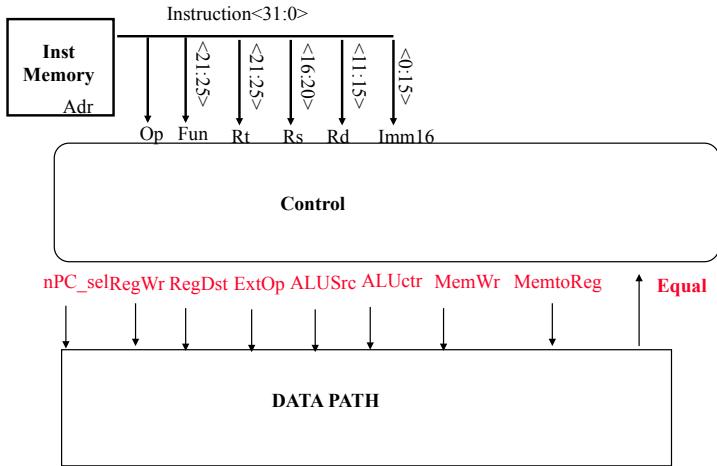 Instruction<31:0>
Inst
Memory
Adr
<21:25>
<21:25>
<16:20>
<11:15>
<0:15>
Op Fun Rt Rs Rd Imm16
Control
nPC_sel RegWr RegDst ExtOp ALUSrc ALUctr MemWr MemtoReg Equal
DATA PATH